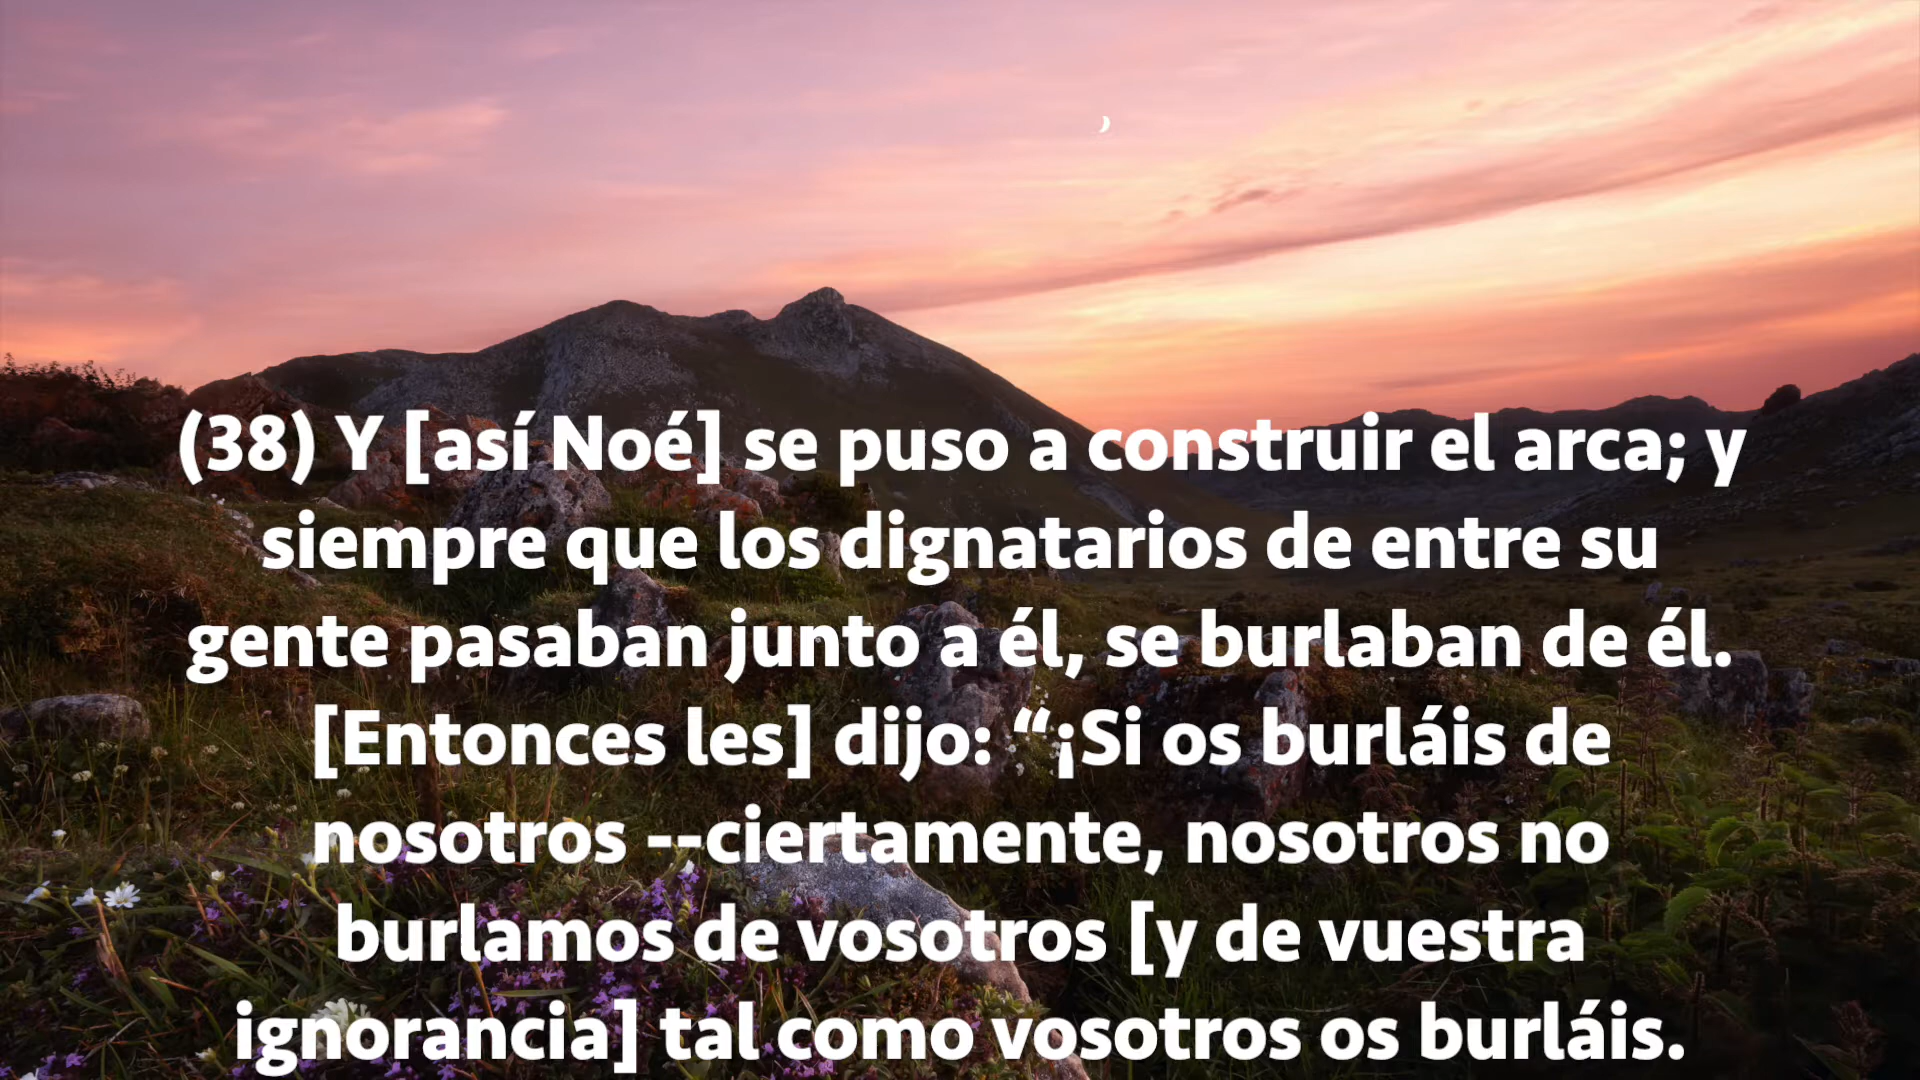 (38) Y [así Noé] se puso a construir el arca; y
siempre que los dignatarios de entre su
gente pasaban junto a él, se burlaban de él.
[Entonces les] dijo: “¡Si os burláis de
nosotros --ciertamente, nosotros no
burlamos de vosotros [y de vuestra
ignorancia] tal como vosotros os burláis.